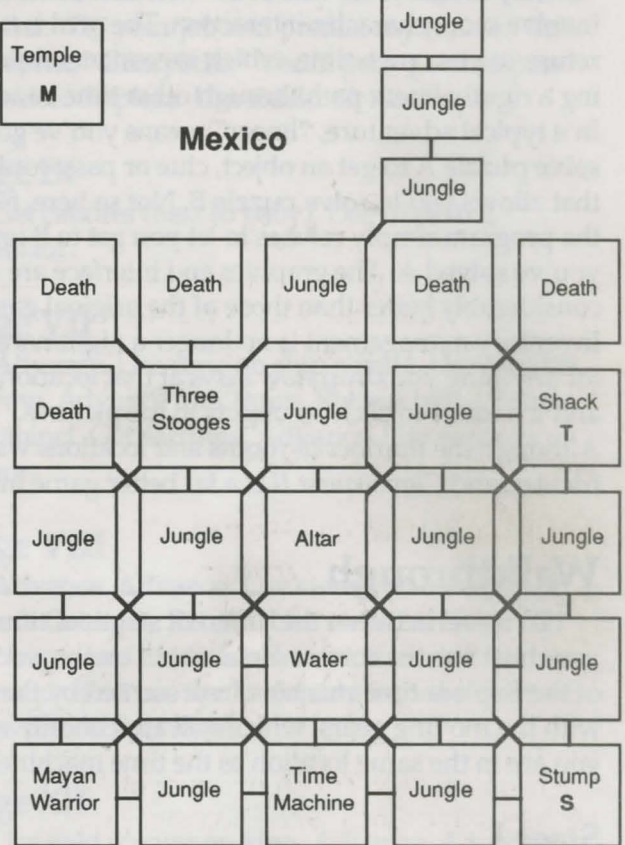 Jungle
Temple
M
Jungle
Mexico
Jungle
Death Death Jungle Death Death
Death Three Stooges Jungle Jungle Shack T
Jungle Jungle Altar Jungle Jungle
Jungle Jungle Water Jungle Jungle
Mayan Warrior Jungle Time Machine Jungle Stump S